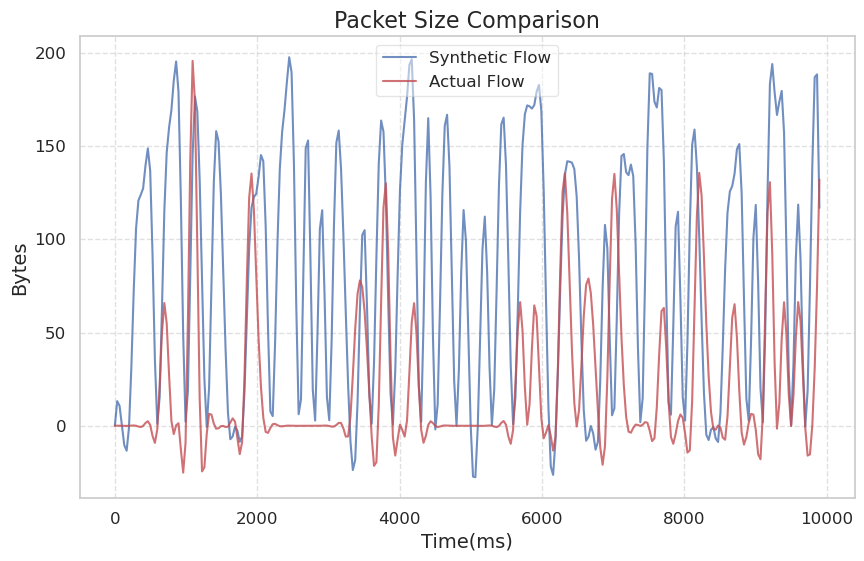 Packet Size Comparison
Synthetic Flow
Actual Flow
200
150
100
50
0
Bytes
0 2000 4000 6000 8000 10000
Time(ms)